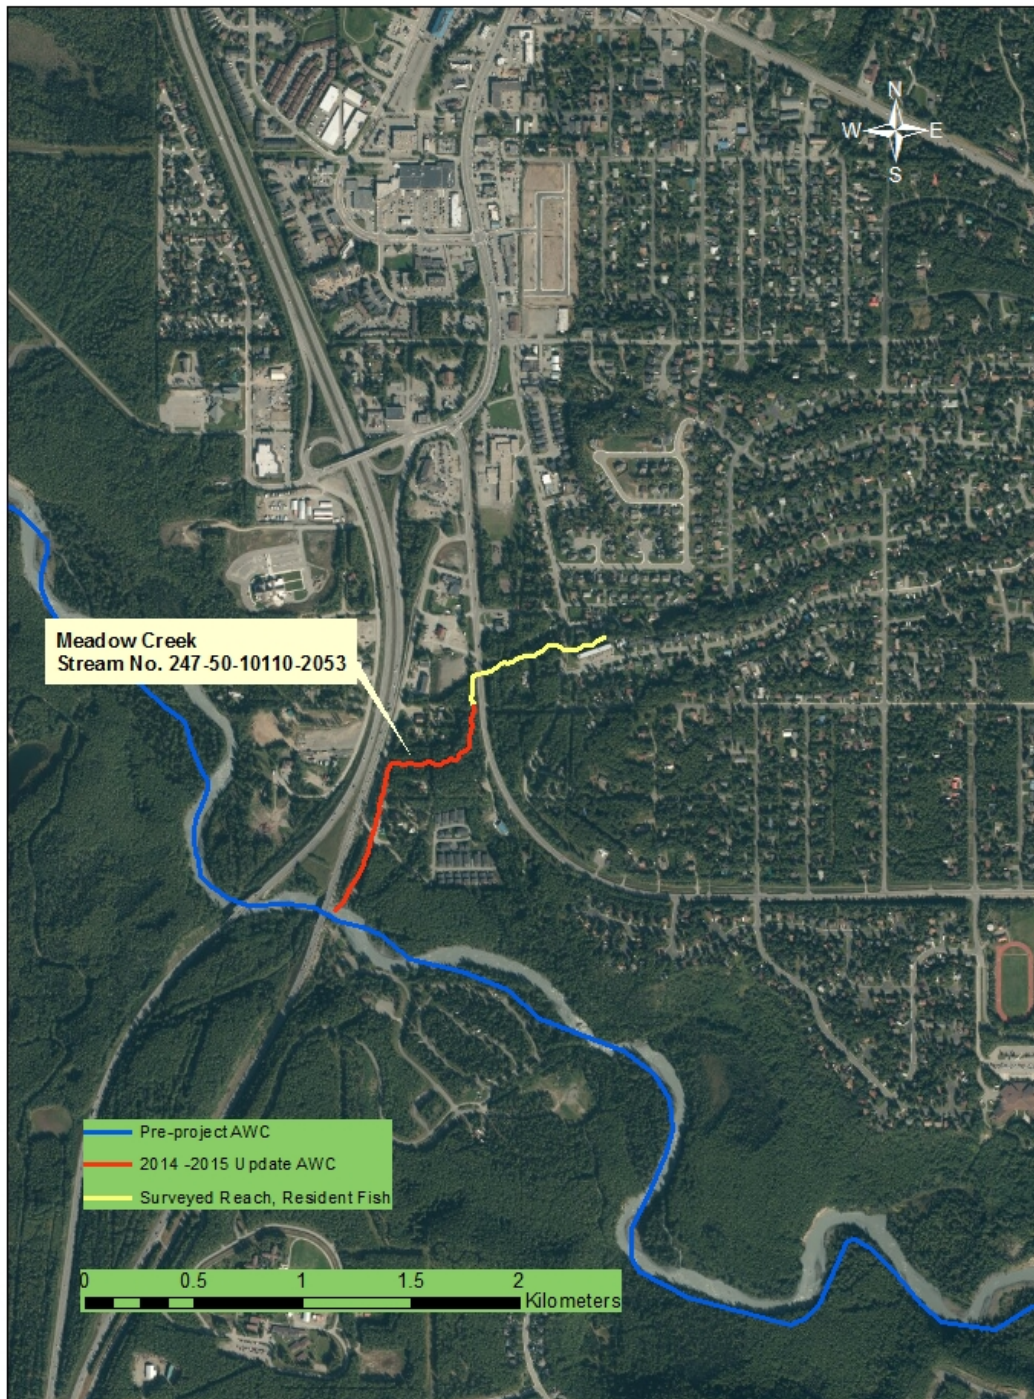 N
W E
S
Meadow Creek
Stream No. 247-50-10110-2053
Pre-project AWC
2014 -2015 Update AWC
Surveyed Reach, Resident Fish
0 0.5 1 1.5 2
Kilometers